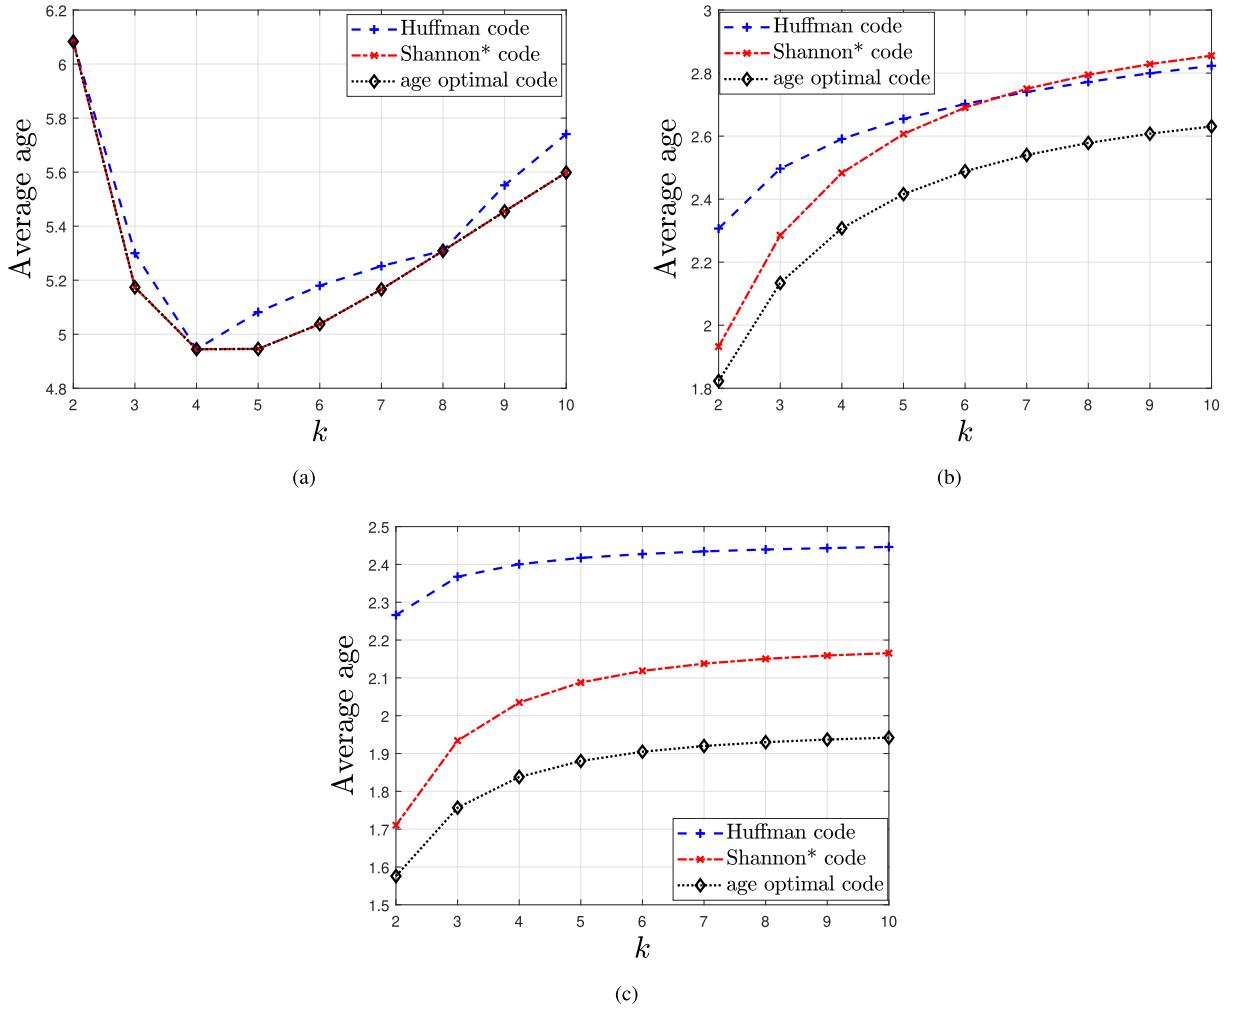 6.2
6
5.8
5.6
5.4
5.2
5
4.8
Average age
Huffman code
Shannon* code
age optimal code
2 3 4 5 6 7 8 9 10
k
(a)
3
2.8
2.6
2.4
2.2
2
1.8
Average age
Huffman code
Shannon* code
age optimal code
2 3 4 5 6 7 8 9 10
k
(b)
2.5
2.4
2.3
2.2
2.1
2
1.9
1.8
1.7
1.6
1.5
Average age
Huffman code
Shannon* code
age optimal code
2 3 4 5 6 7 8 9 10
k
(c)